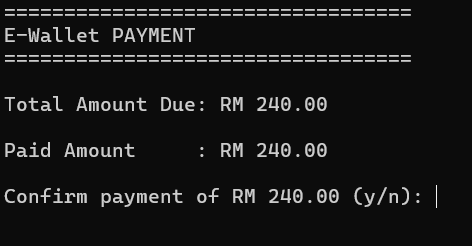 ==================================
E-Wallet PAYMENT
==================================
Total Amount Due: RM 240.00
Paid Amount     : RM 240.00
Confirm payment of RM 240.00 (y/n):